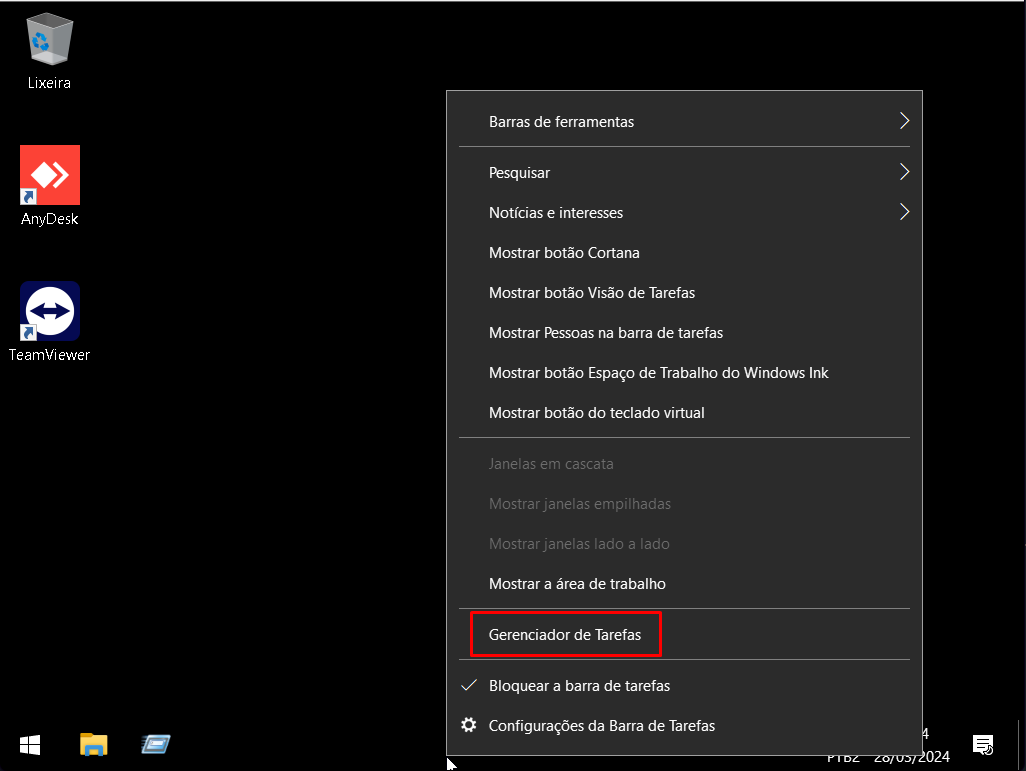 Lixeira
AnyDesk
TeamViewer
Barras de ferramentas
Pesquisar
Notícias e interesses
Mostrar botão Cortana
Mostrar botão Visão de Tarefas
Mostrar Pessoas na barra de tarefas
Mostrar botão Espaço de Trabalho do Windows Ink
Mostrar botão do teclado virtual
Janelas em cascata
Mostrar janelas empilhadas
Mostrar janelas lado a lado
Mostrar a área de trabalho
Gerenciador de Tarefas
Bloquear a barra de tarefas
Configurações da Barra de Tarefas
4
PTB2 28/03/2024